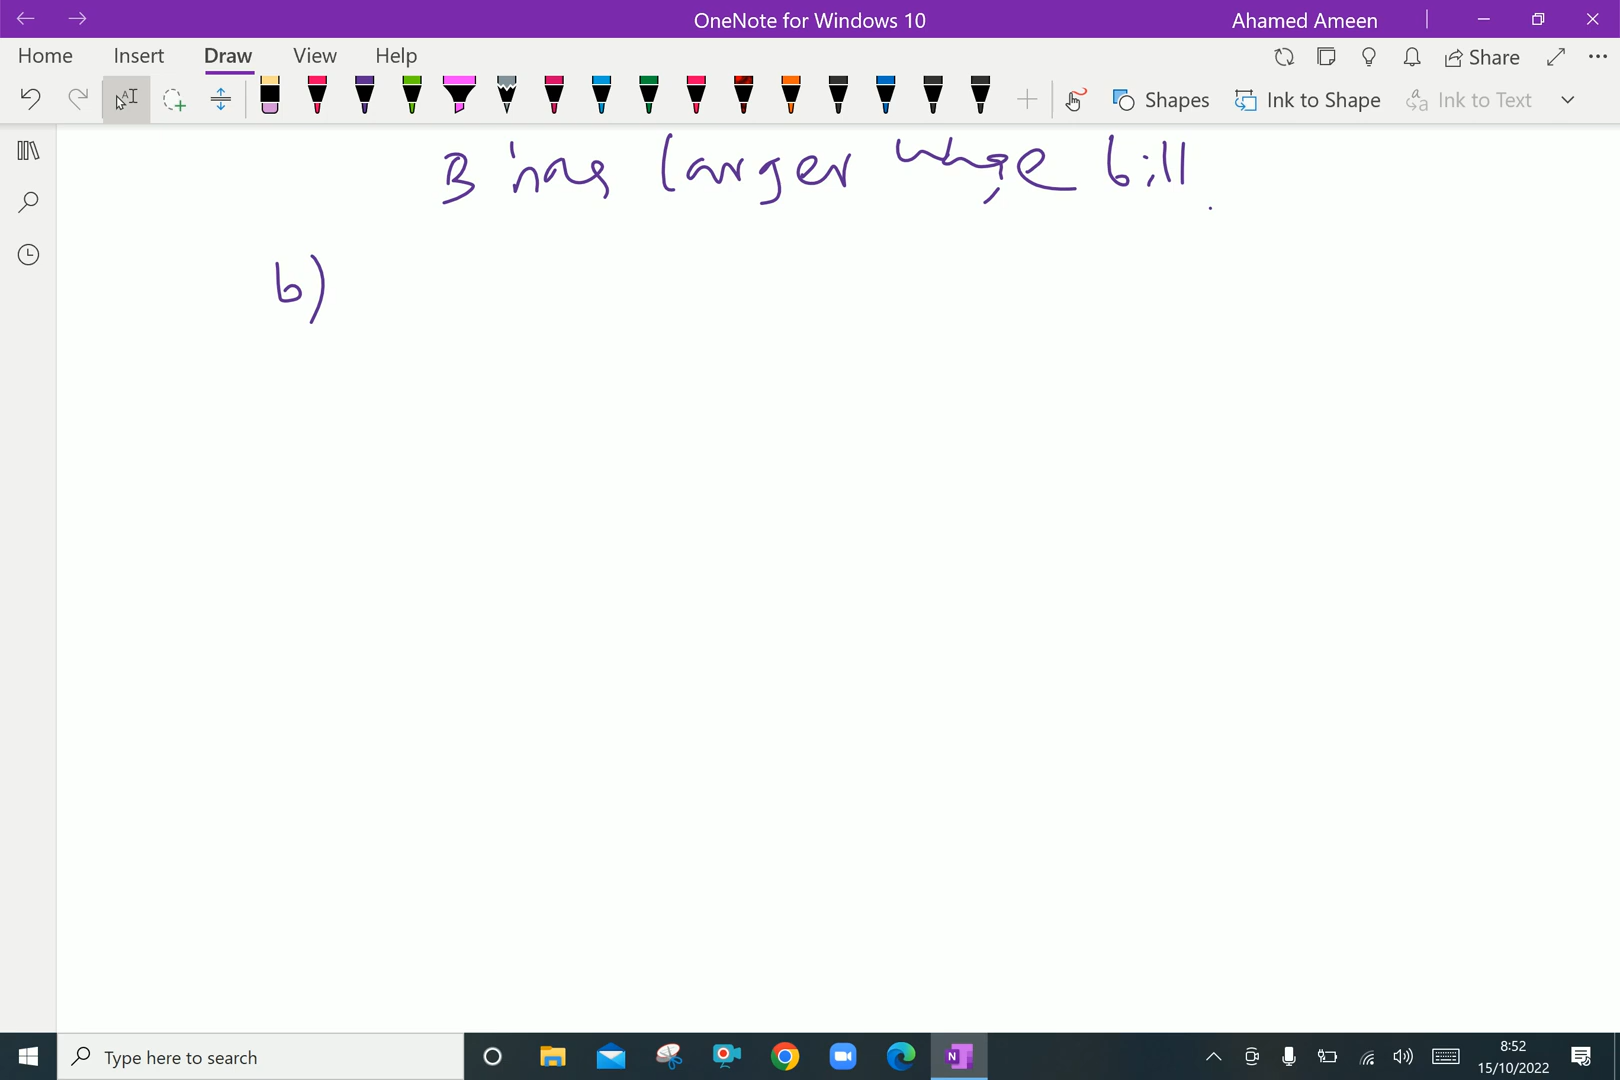 OneNote for Windows 10
Ahamed Ameen
Home Insert Draw View Help
Share
Shapes
Ink to Shape
Ink to Text
B has larger wage bill.
b)
Type here to search
8:52
15/10/2022